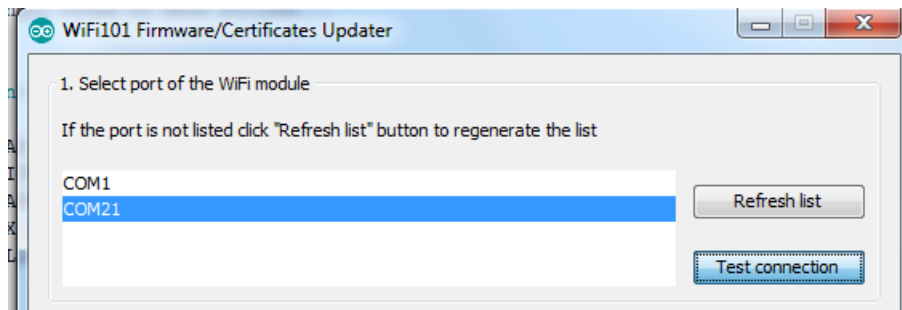 WiFi101 Firmware/Certificates Updater
1. Select port of the WiFi module
If the port is not listed click "Refresh list" button to regenerate the list
COM1
COM21
Refresh list
Test connection